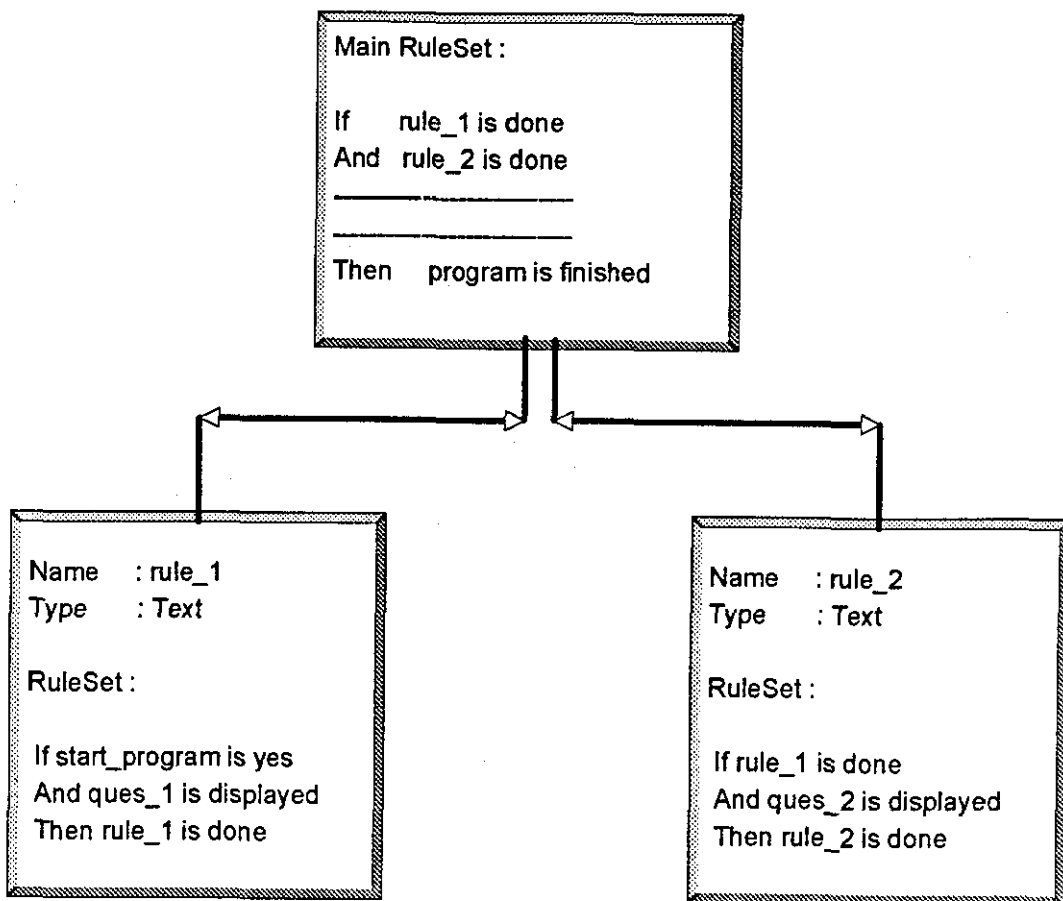 Main RuleSet :
If rule_1 is done
And rule_2 is done
Then program is finished
Name : rule_1
Type : Text
RuleSet :
If start_program is yes
And ques_1 is displayed
Then rule_1 is done
Name : rule_2
Type : Text
RuleSet :
If rule_1 is done
And ques_2 is displayed
Then rule_2 is done